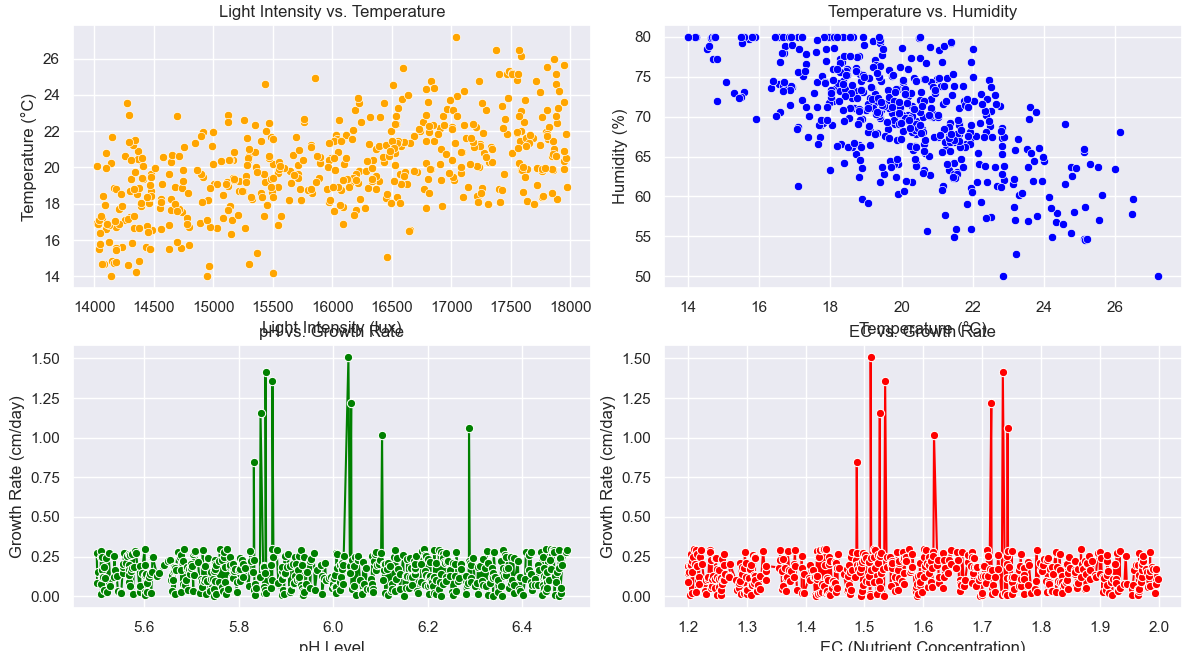 Light Intensity vs. Temperature
Temperature (°C)
26
24
22
20
18
16
14
14000 14500 15000 15500 16000 16500 17000 17500 18000
Light Intensity (lux)
Temperature vs. Humidity
Humidity (%)
80
75
70
65
60
55
50
14 16 18 20 22 24 26
Temperature (°C)
pH vs. Growth Rate
Growth Rate (cm/day)
1.50
1.25
1.00
0.75
0.50
0.25
0.00
5.6 5.8 6.0 6.2 6.4
pH Level
EC vs. Growth Rate
Growth Rate (cm/day)
1.50
1.25
1.00
0.75
0.50
0.25
0.00
1.2 1.3 1.4 1.5 1.6 1.7 1.8 1.9 2.0
EC (Nutrient Concentration)